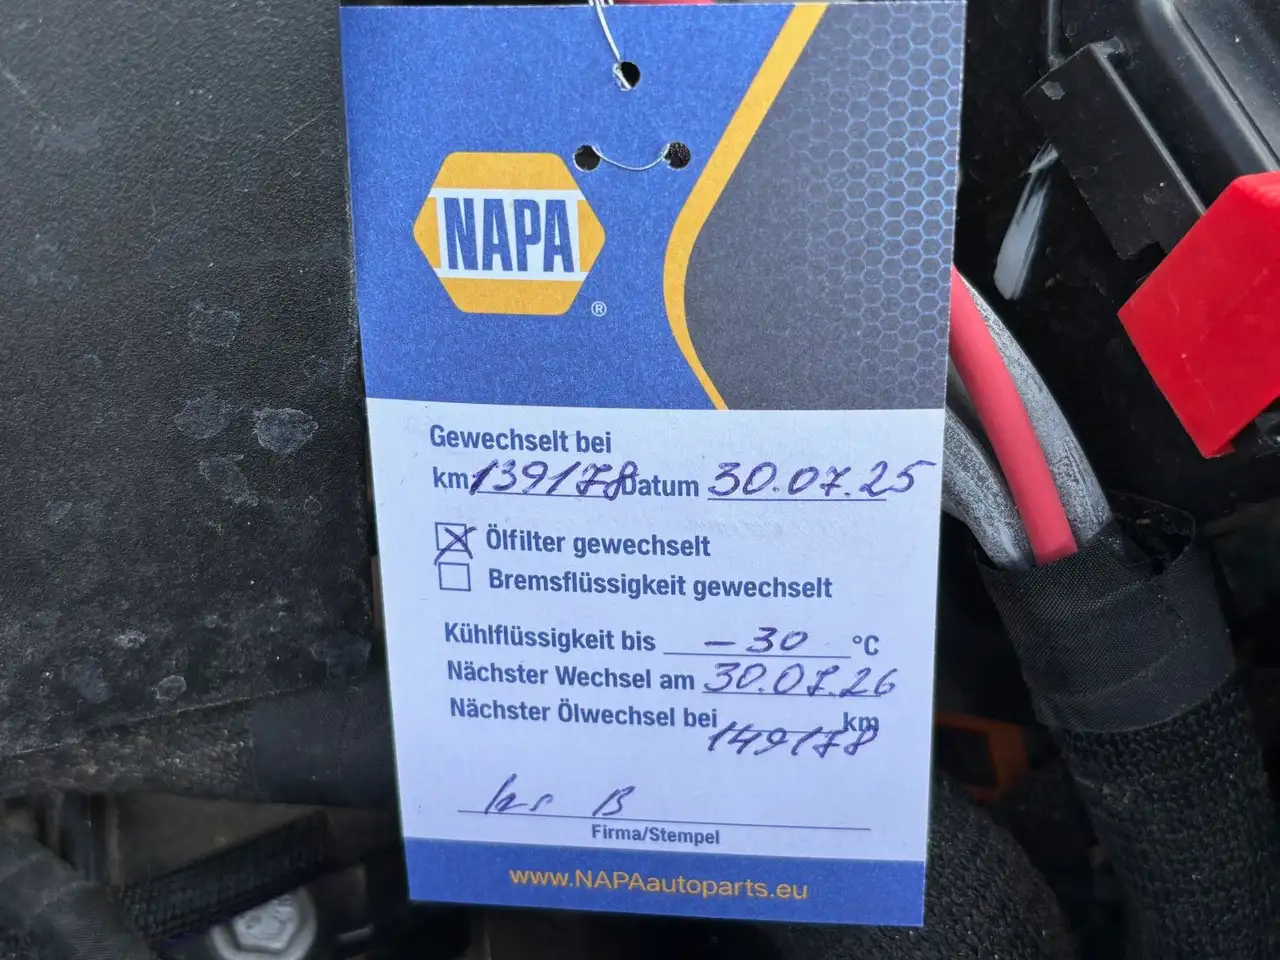 NAPA
®
Gewechselt bei
km 139178 Datum 30.07.25
Ölfilter gewechselt
Bremsflüssigkeit gewechselt
Kühlflüssigkeit bis -30 °C
Nächster Wechsel am 30.07.26
Nächster Ölwechsel bei 149178 km
Firma/Stempel
www.NAPAautoparts.eu